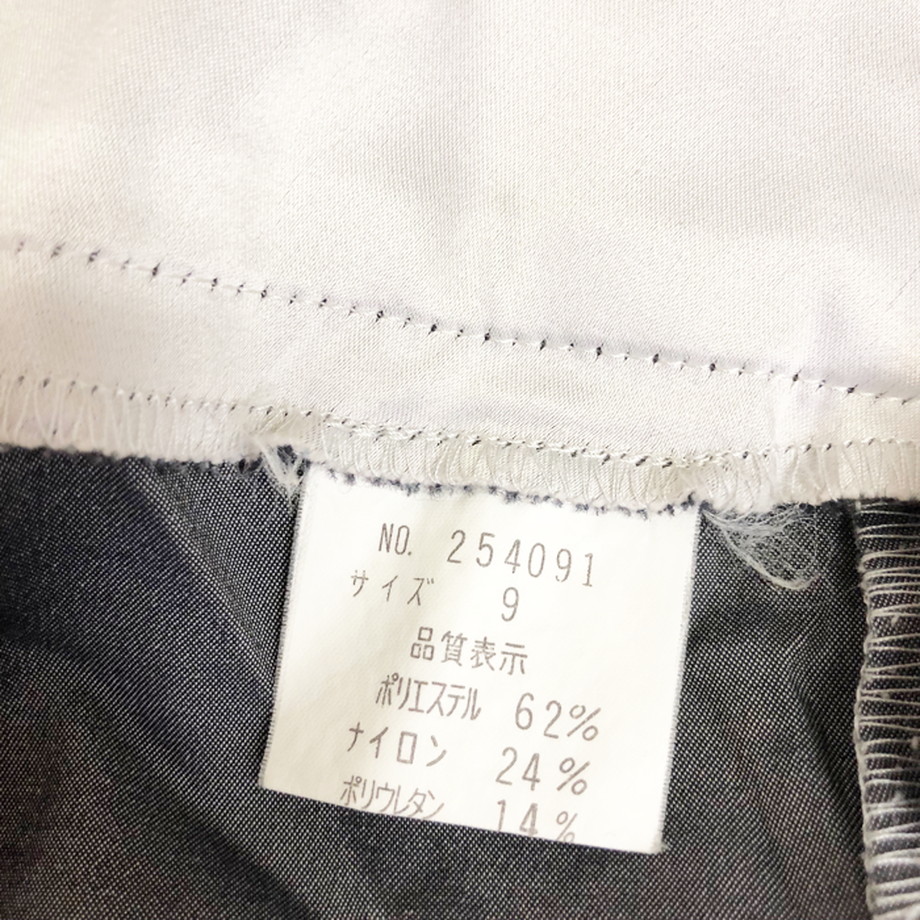 NO. 254091
サイズ 9
品質表示
ポリエステル 62%
ナイロン 24%
ポリウレタン 14%